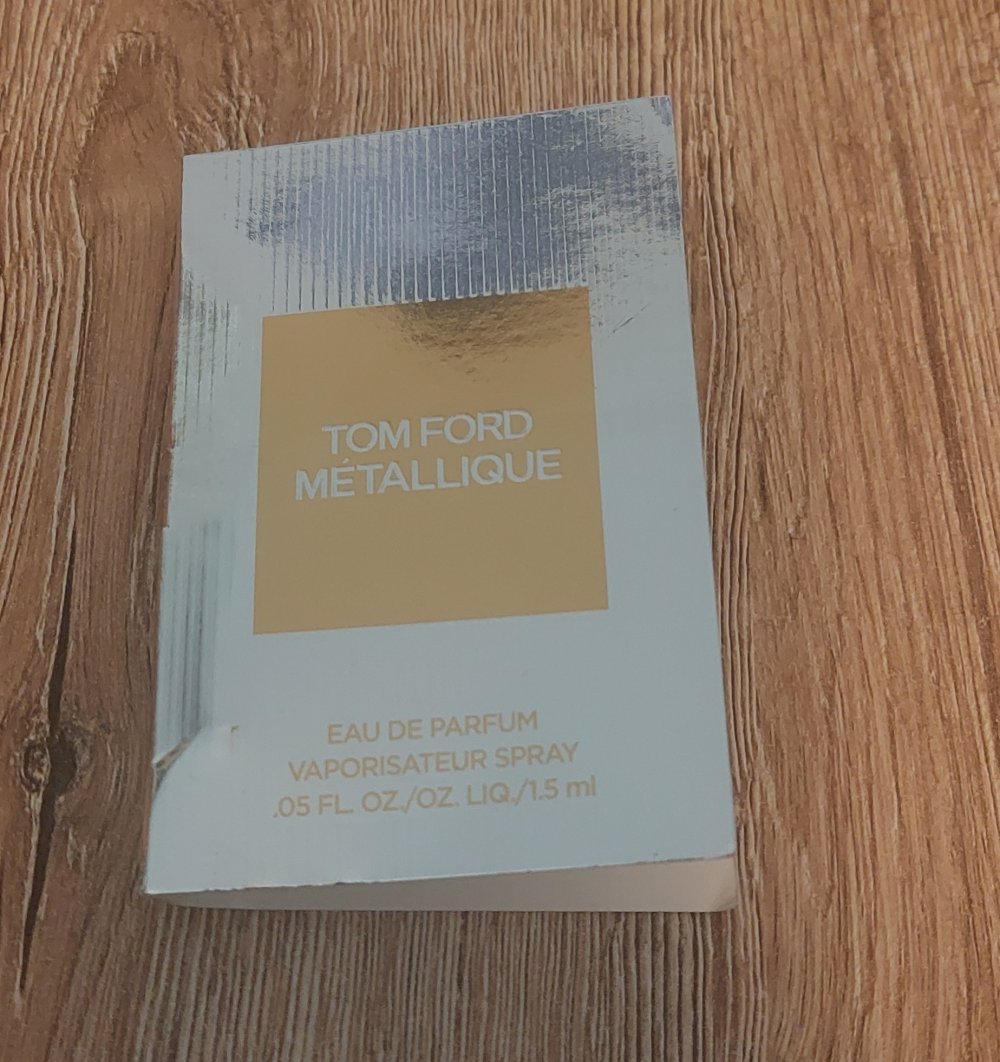 TOM FORD
MÉTALLIQUE
EAU DE PARFUM
VAPORISATEUR SPRAY
.05 FL. OZ./OZ. LIQ./1.5 ml